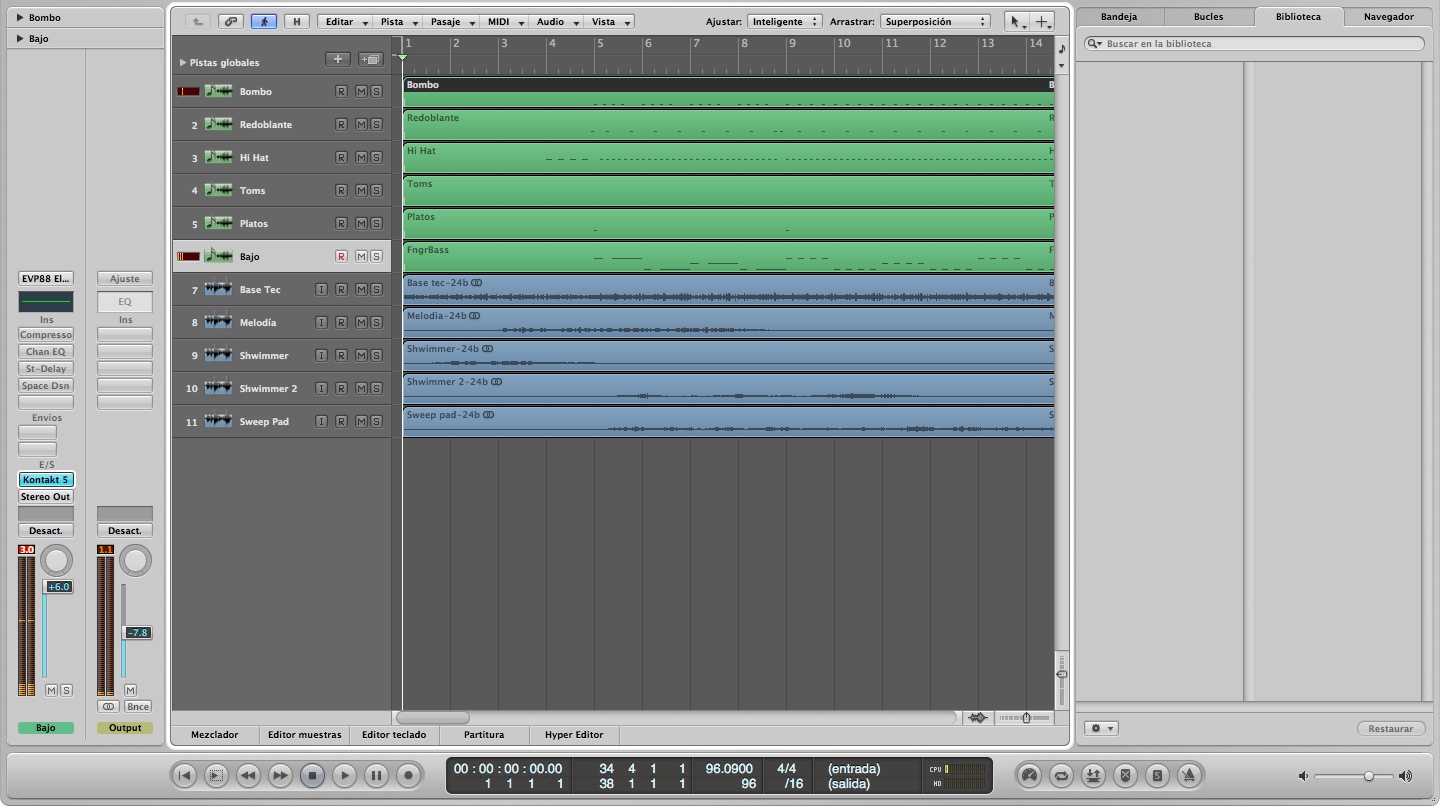 Bombo
Bajo
H Editar Pista Pasaje MIDI Audio Vista Ajustar: Inteligente Arrastrar: Superposición
Bandeja Bucles Biblioteca Navegador
Buscar en la biblioteca
1 2 3 4 5 6 7 8 9 10 11 12 13 14
Pistas globales
Bombo R M S
Bombo B
2 Redoblante R M S
Redoblante R
3 Hi Hat R M S
Hi Hat H
4 Toms R M S
Toms T
5 Platos R M S
Platos P
Bajo R M S
FngrBass F
7 Base Tec I R M S
Base tec-24b B
8 Melodía I R M S
Melodia-24b M
9 Shwimmer I R M S
Shwimmer-24b S
10 Shwimmer 2 I R M S
Shwimmer 2-24b S
11 Sweep Pad I R M S
Sweep pad-24b S
EVP88 El... Ajuste
EQ
Ins Ins
Compresso
Chan EQ
St-Delay
Space Dsn
Envíos
E/S
Kontakt 5
Stereo Out
Desact. Desact.
3.0 1.1
+6.0
-7.8
M S M
Bnce
Bajo Output
Mezclador Editor muestras Editor teclado Partitura Hyper Editor
Restaurar
00 : 00 : 00 : 00.00 34 4 1 1 96.0900 4/4 (entrada) CPU
1 1 1 1 38 1 1 1 96 /16 (salida) HD
S